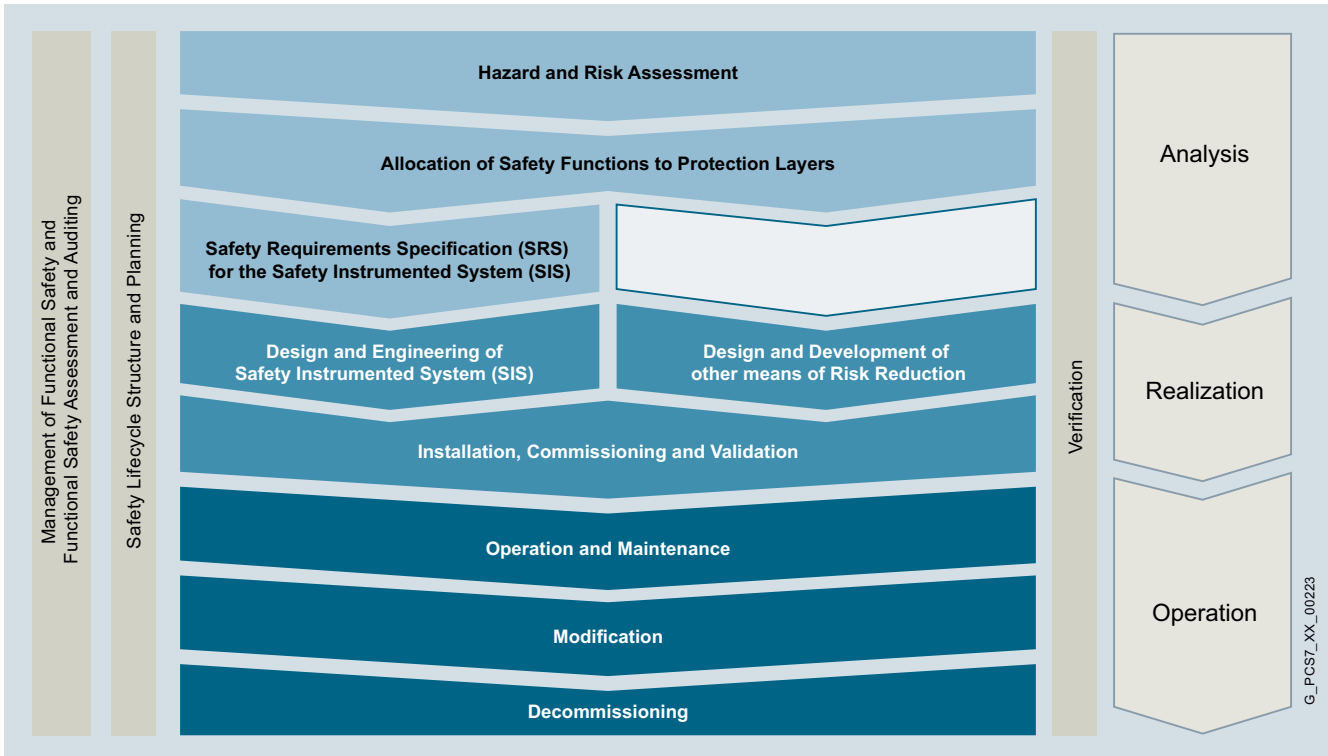 Management of Functional Safety and
Functional Safety Assessment and Auditing
Safety Lifecycle Structure and Planning
Hazard and Risk Assessment
Allocation of Safety Functions to Protection Layers
Safety Requirements Specification (SRS)
for the Safety Instrumented System (SIS)
Design and Engineering of
Safety Instrumented System (SIS)
Design and Development of
other means of Risk Reduction
Installation, Commissioning and Validation
Operation and Maintenance
Modification
Decommissioning
Verification
Analysis
Realization
Operation
G_PCS7_XX_00223